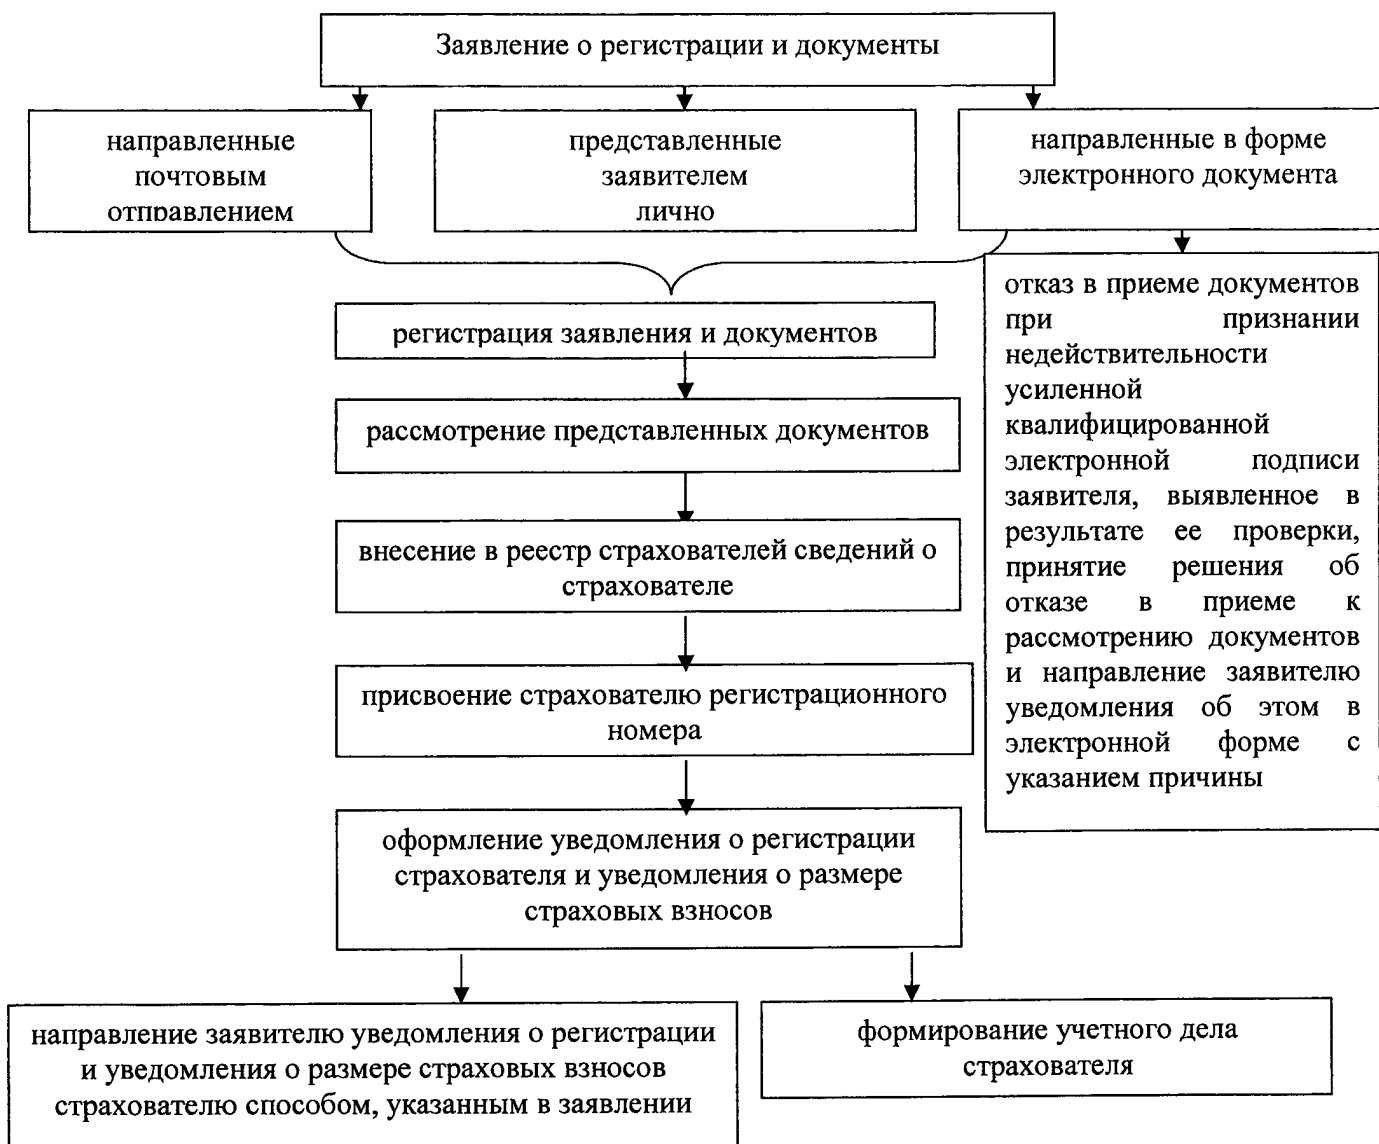 Заявление о регистрации и документы
направленные
почтовым
отправлением
представленные
заявителем
лично
направленные в форме
электронного документа
отказ в приеме документов
при признании
недействительности
усиленной
квалифицированной
электронной подписи
заявителя, выявленное в
результате ее проверки,
принятие решения об
отказе в приеме к
рассмотрению документов
и направление заявителю
уведомления об этом в
электронной форме с
указанием причины
регистрация заявления и документов
рассмотрение представленных документов
внесение в реестр страхователей сведений о
страхователе
присвоение страхователю регистрационного
номера
оформление уведомления о регистрации
страхователя и уведомления о размере
страховых взносов
направление заявителю уведомления о регистрации
и уведомления о размере страховых взносов
страхователю способом, указанным в заявлении
формирование учетного дела
страхователя